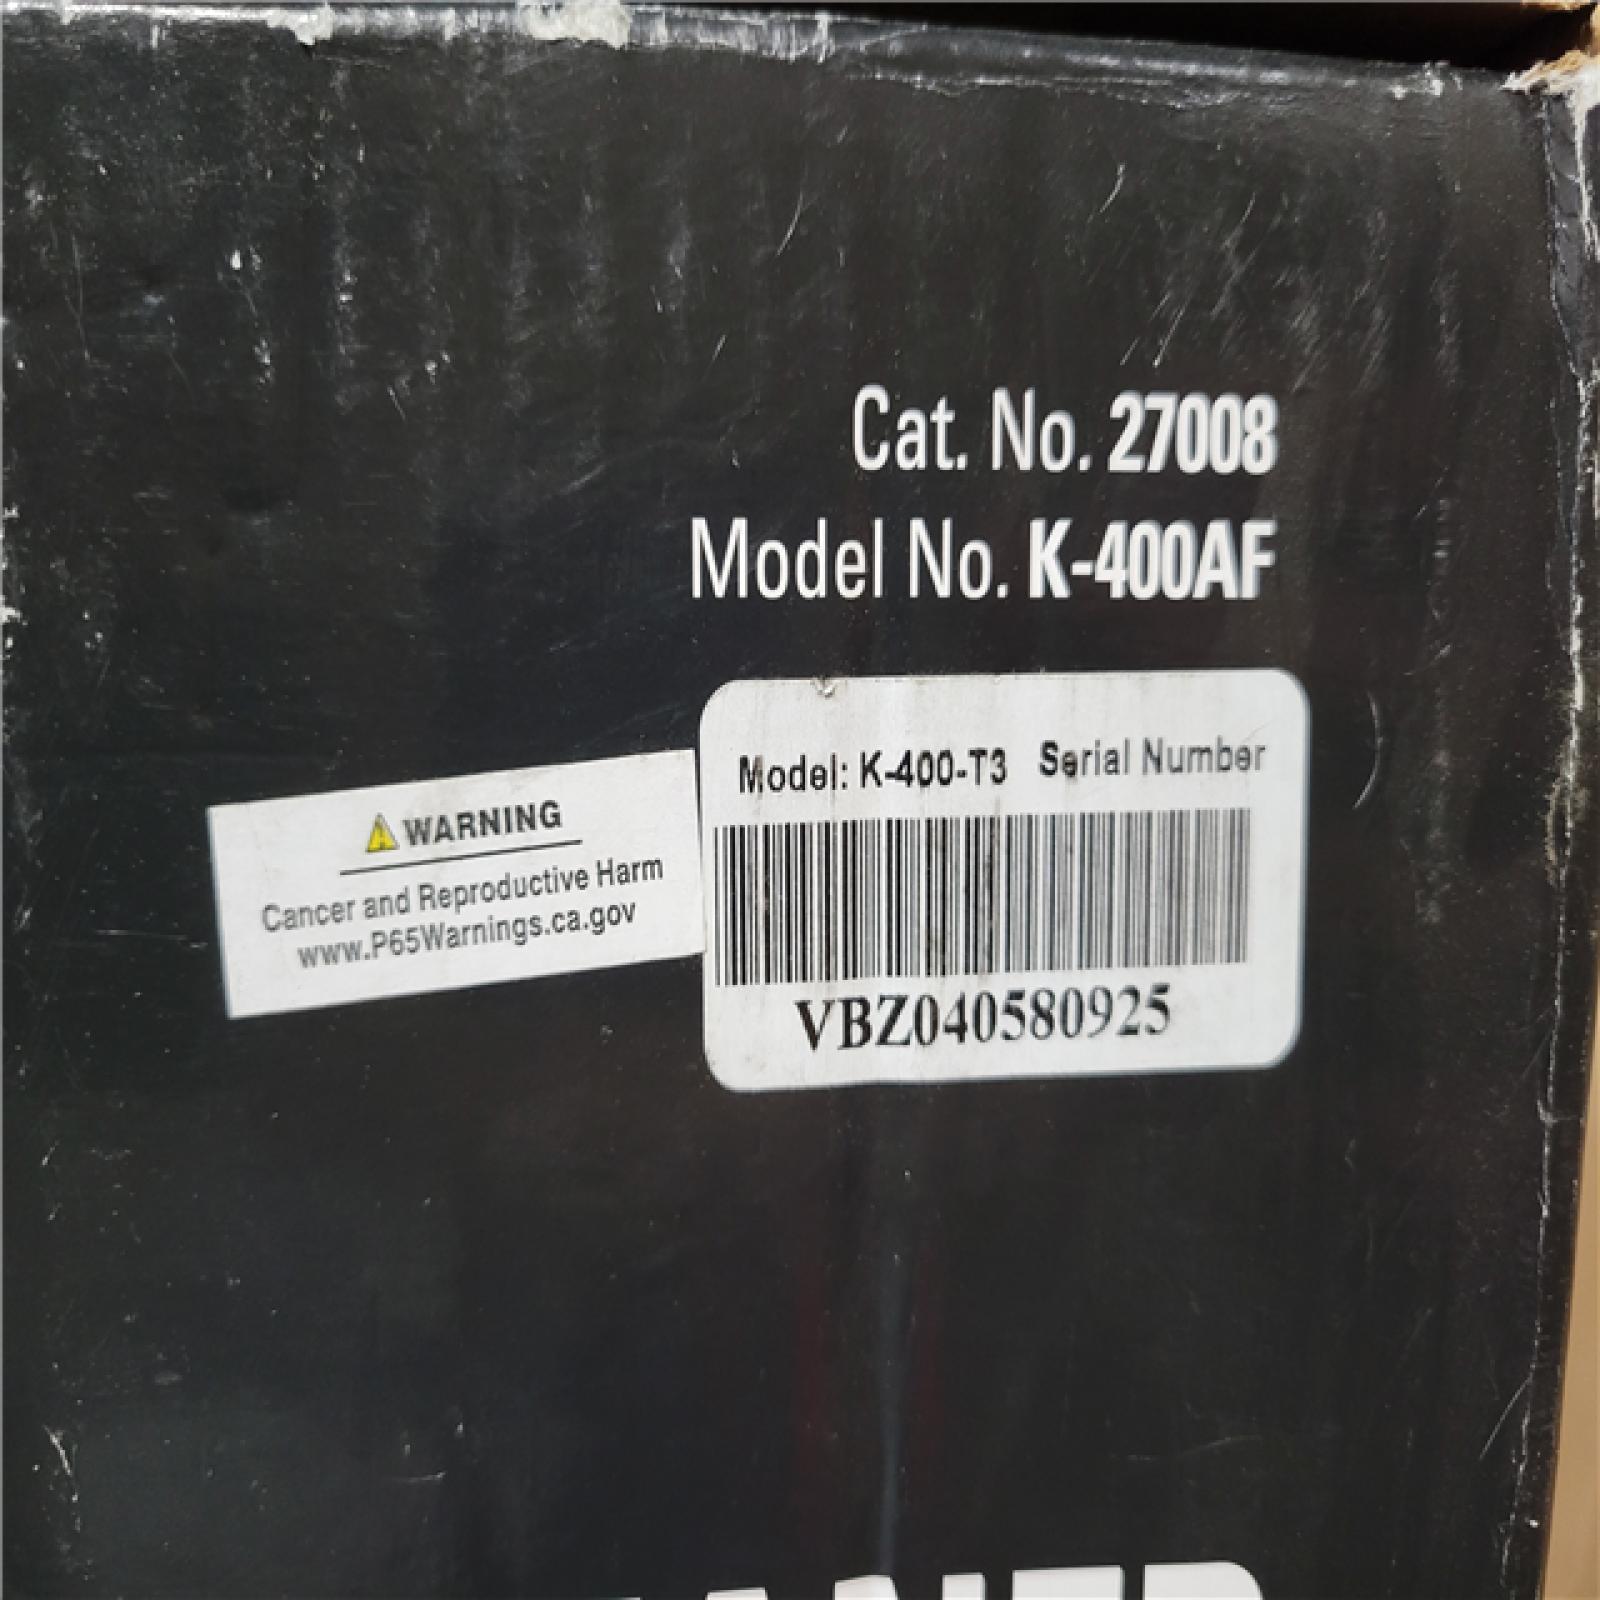 Cat. No. 27008
Model No. K-400AF
Model: K-400-T3 Serial Number
VBZ040580925
WARNING
Cancer and Reproductive Harm
www.P65Warnings.ca.gov